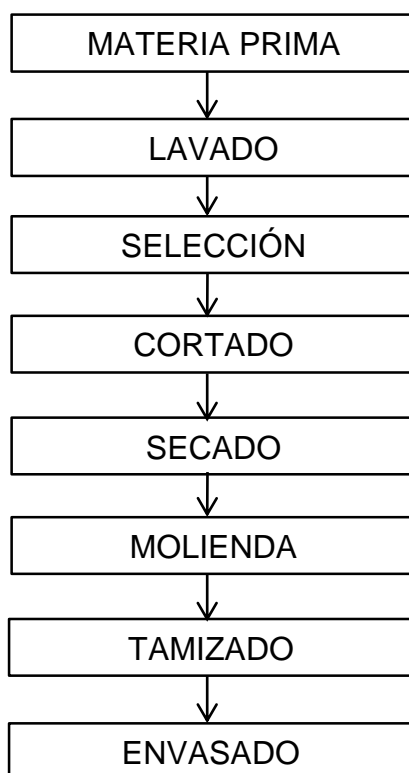 MATERIA PRIMA
LAVADO
SELECCIÓN
CORTADO
SECADO
MOLIENDA
TAMIZADO
ENVASADO